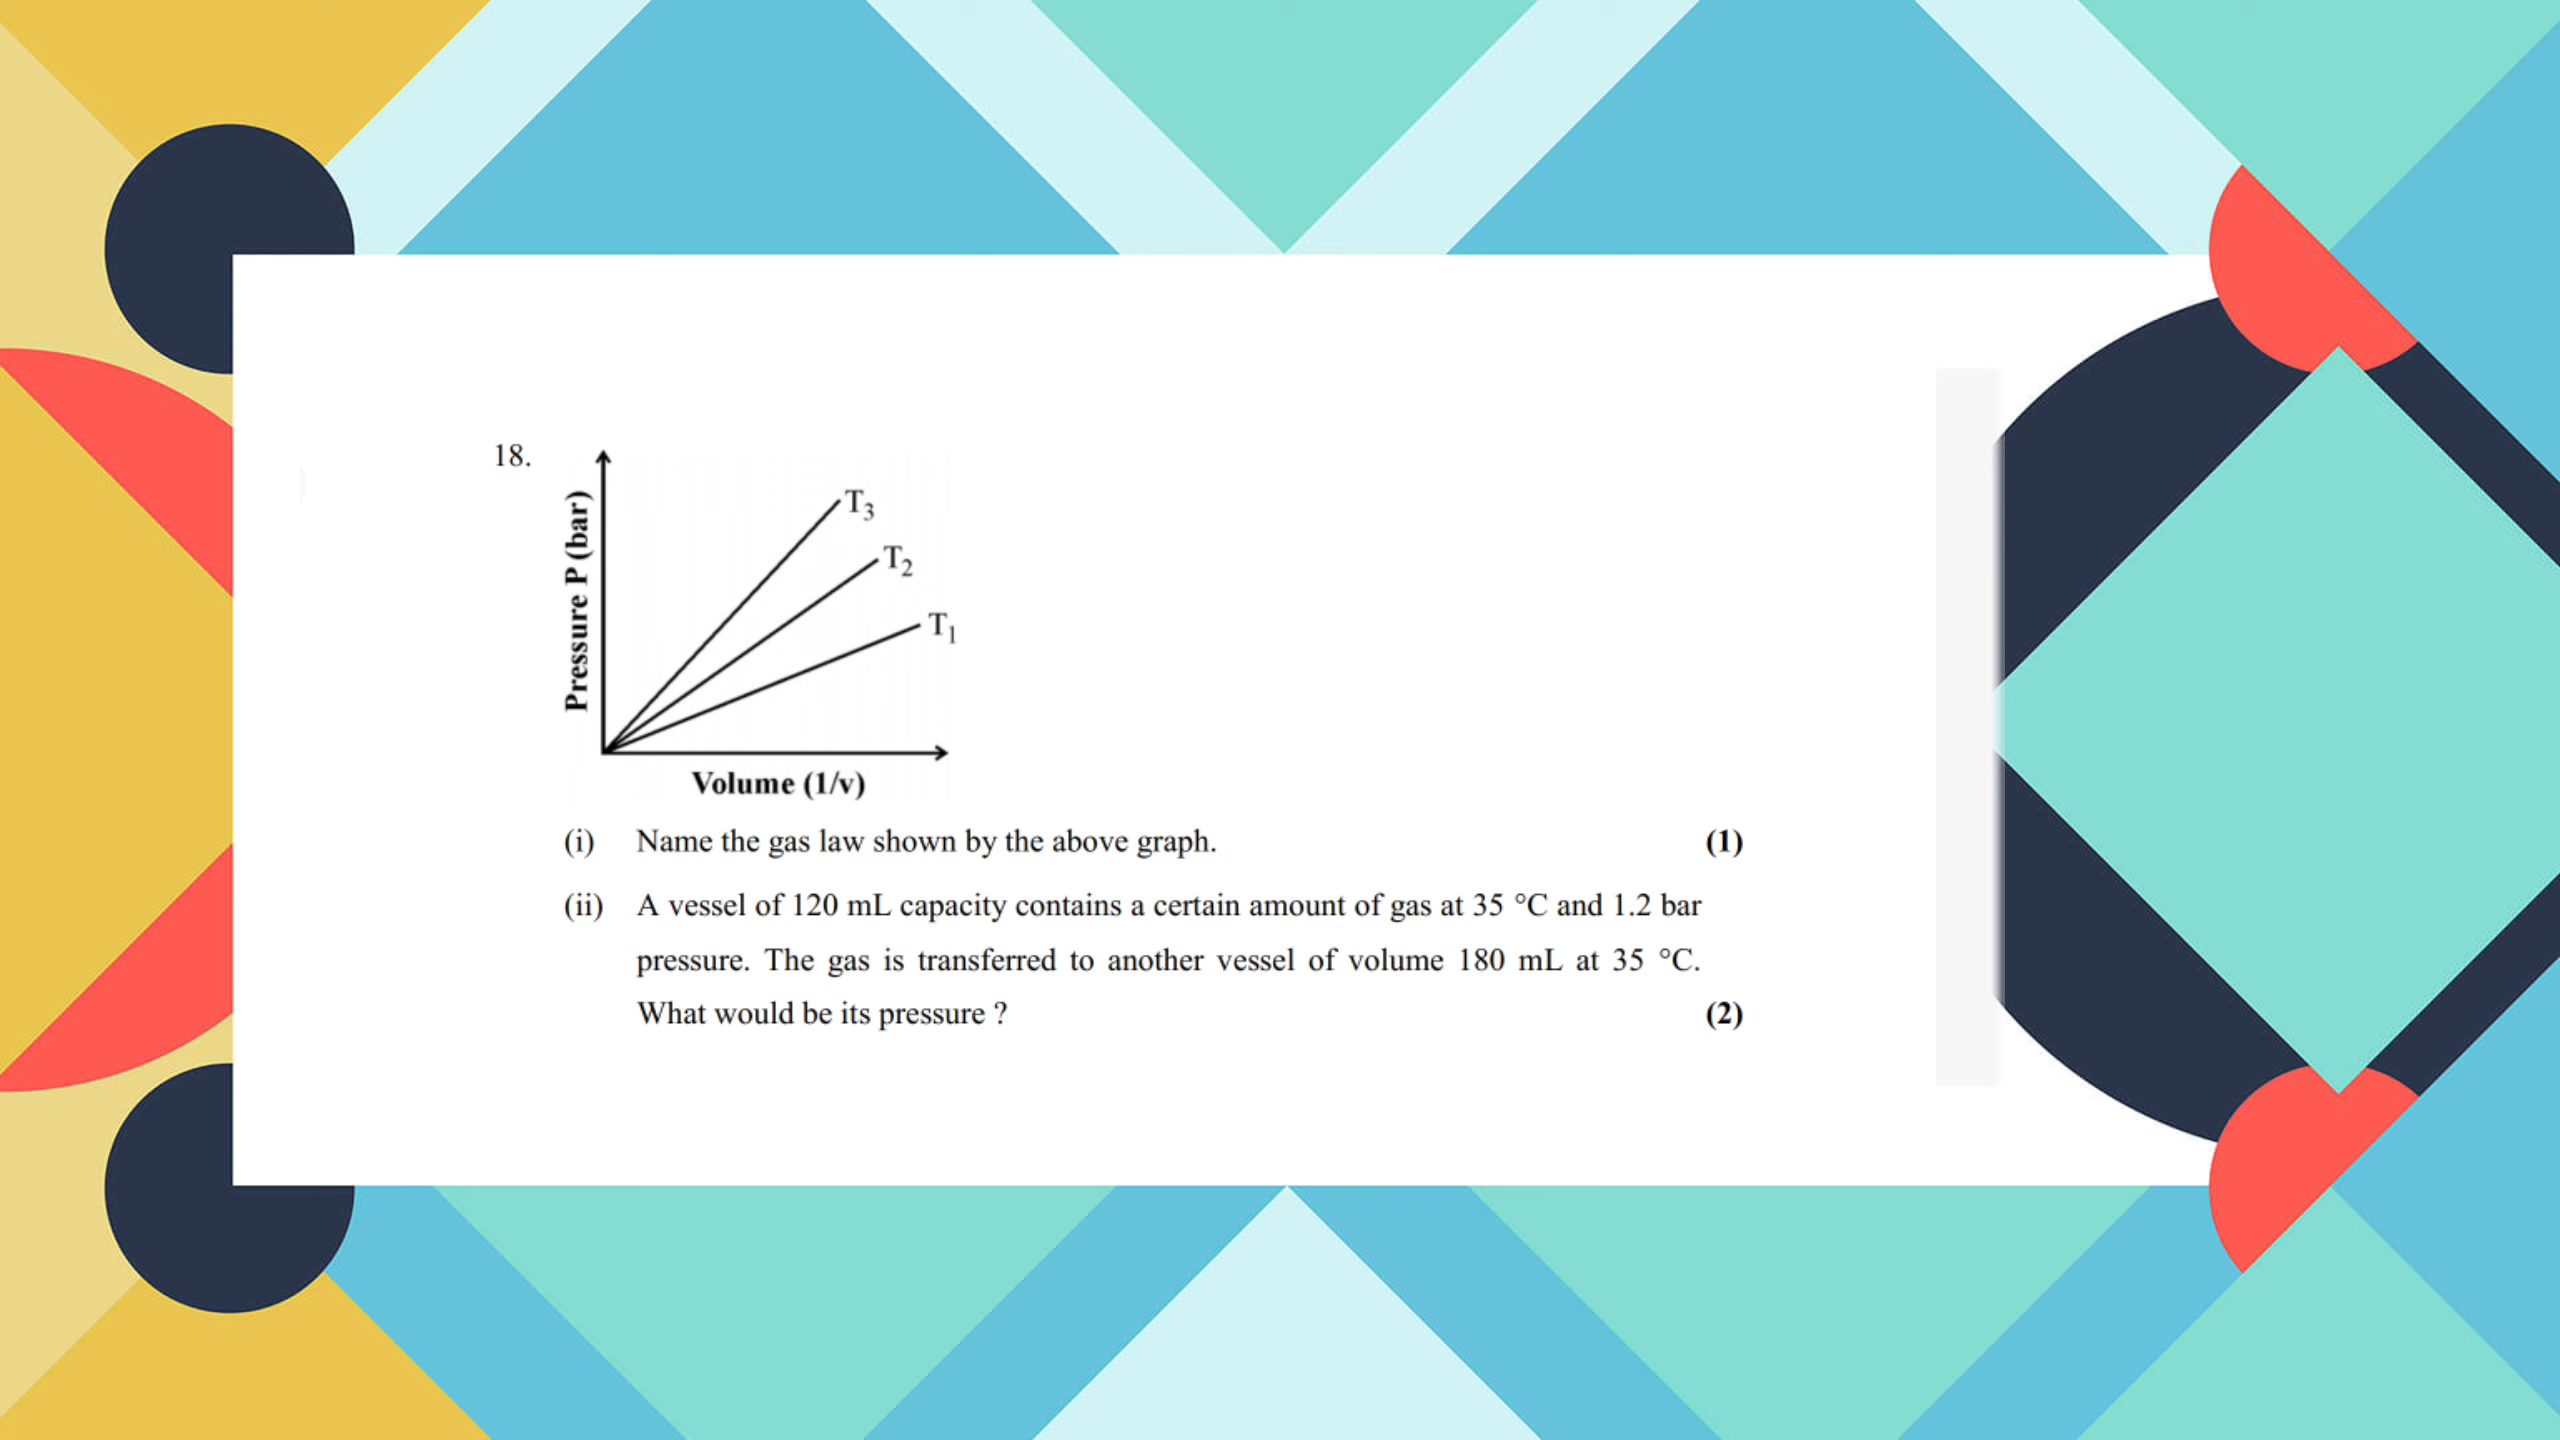 18.
Pressure P (bar)
T3
T2
T1
Volume (1/v)
(i) Name the gas law shown by the above graph. (1)
(ii) A vessel of 120 mL capacity contains a certain amount of gas at 35 °C and 1.2 bar
pressure. The gas is transferred to another vessel of volume 180 mL at 35 °C.
What would be its pressure ? (2)